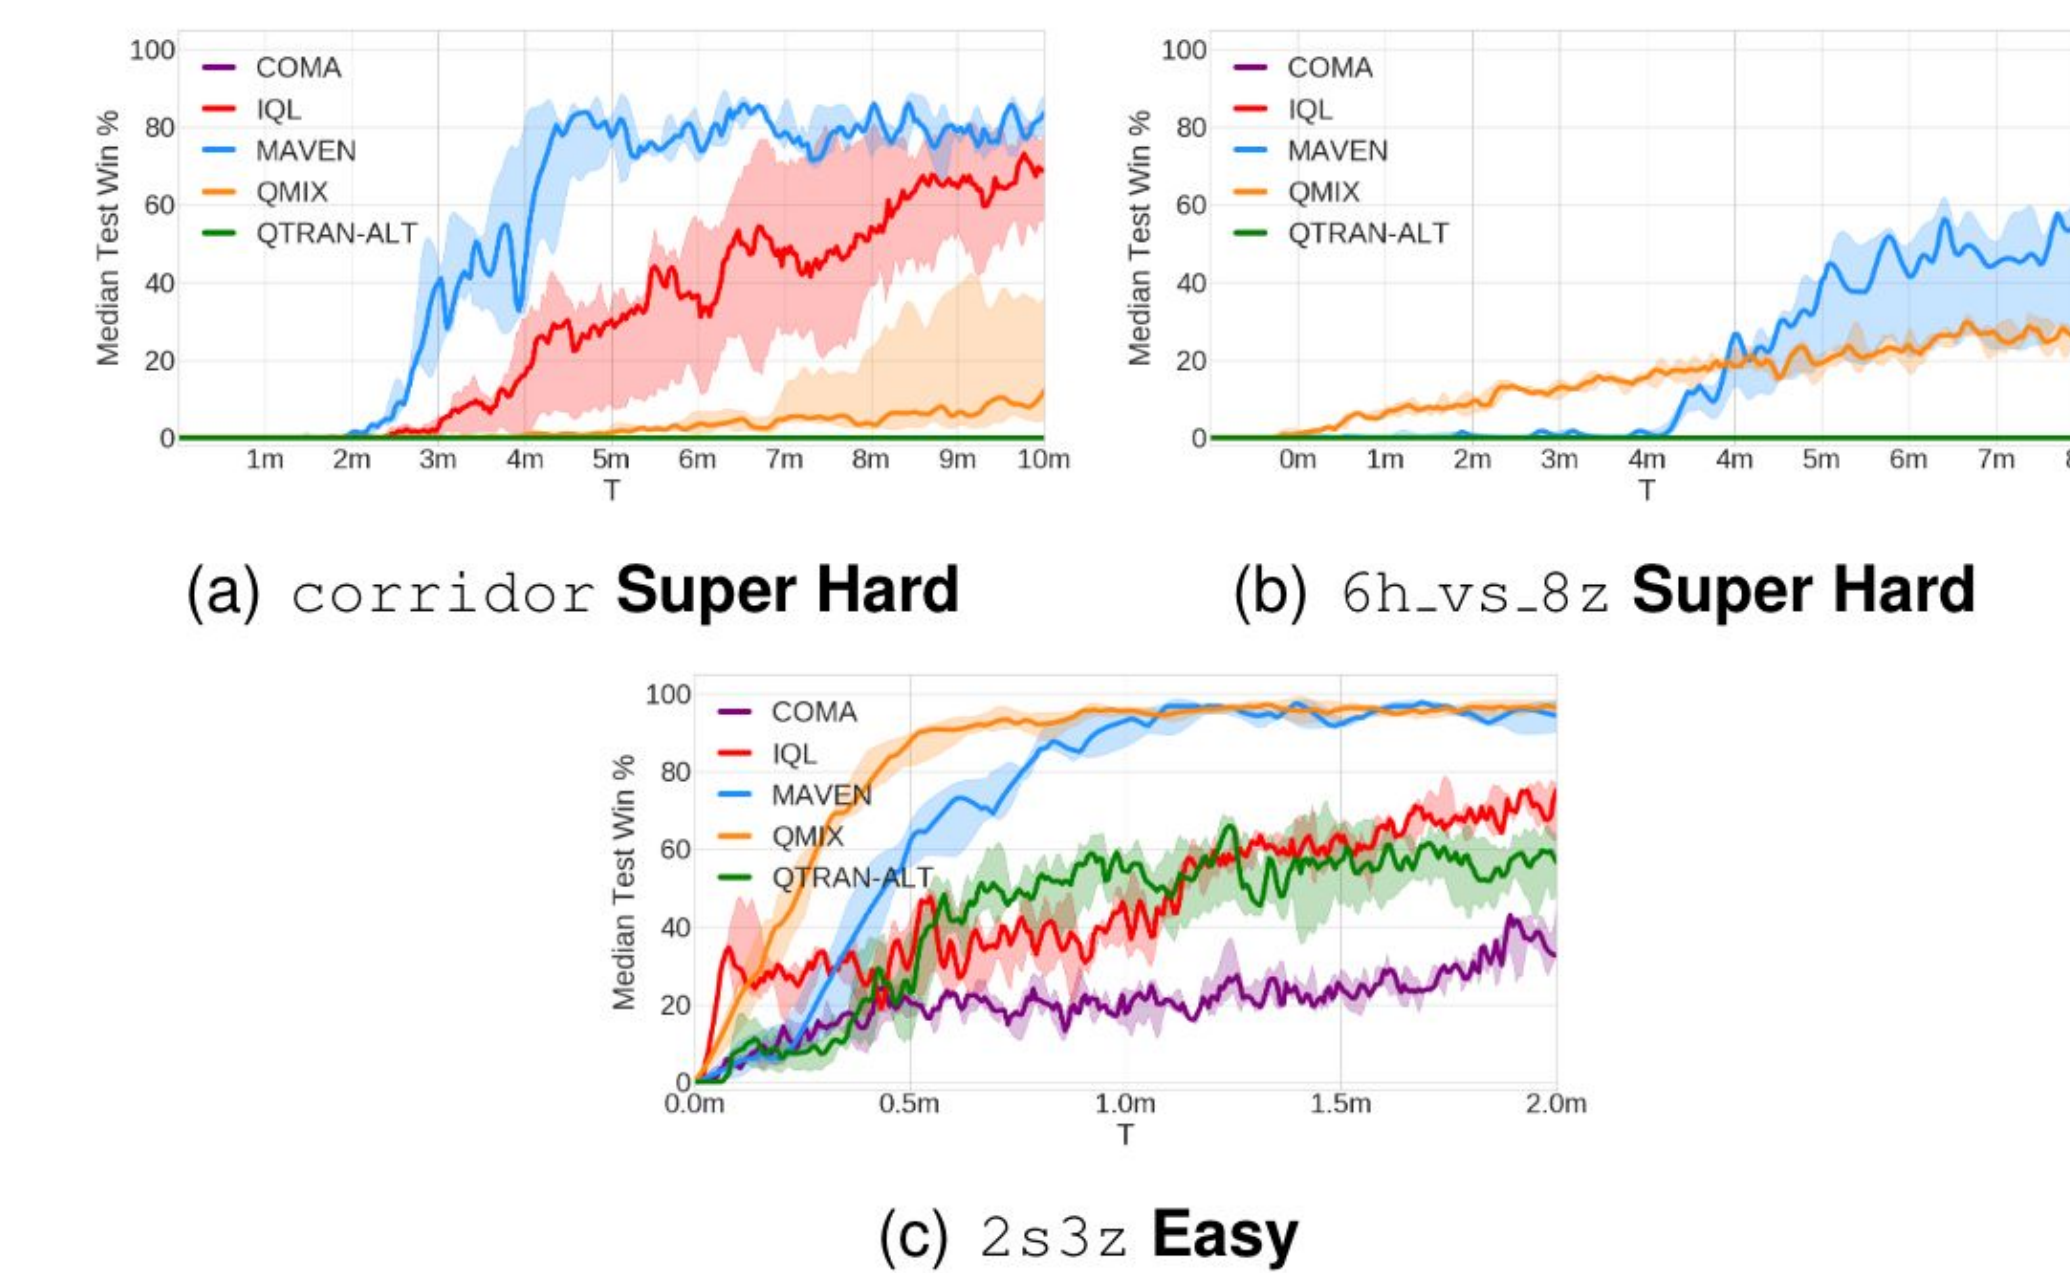 100
80
60
40
20
0
Median Test Win %
COMA
IQL
MAVEN
QMIX
QTRAN-ALT
1m 2m 3m 4m 5m 6m 7m 8m 9m 10m
T
(a) corridor Super Hard
100
80
60
40
20
0
Median Test Win %
COMA
IQL
MAVEN
QMIX
QTRAN-ALT
0m 1m 2m 3m 4m 4m 5m 6m 7m
T
(b) 6h_vs_8z Super Hard
100
80
60
40
20
0
Median Test Win %
COMA
IQL
MAVEN
QMIX
QTRAN-ALT
0.0m 0.5m 1.0m 1.5m 2.0m
T
(c) 2s3z Easy